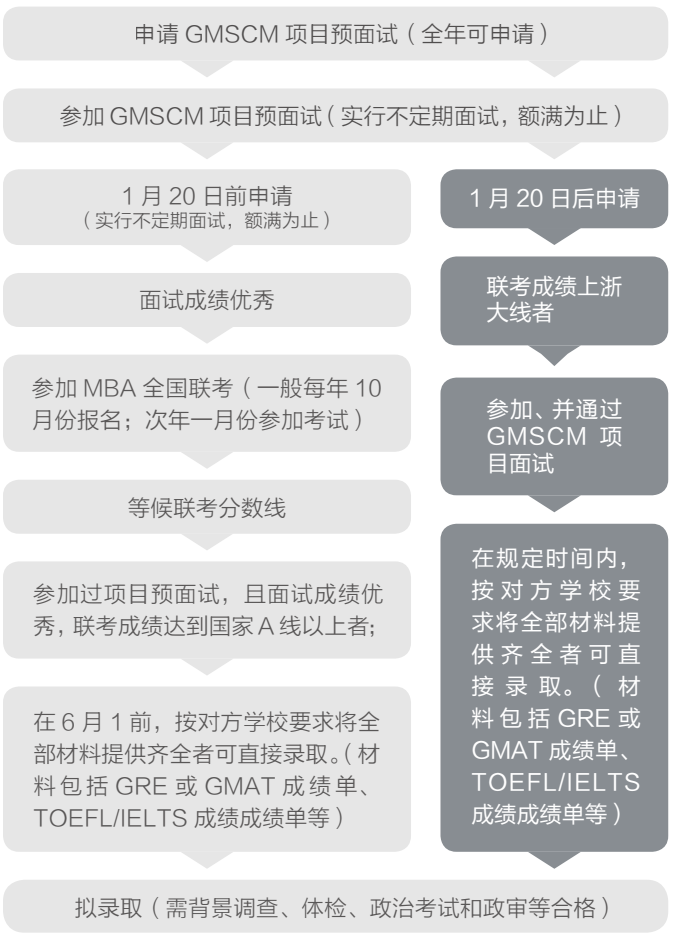 申请 GMSCM 项目预面试（全年可申请）
参加 GMSCM 项目预面试（实行不定期面试，额满为止）
1 月 20 日前申请
（实行不定期面试，额满为止）
面试成绩优秀
参加 MBA 全国联考（一般每年 10
月份报名；次年一月份参加考试）
等候联考分数线
参加过项目预面试，且面试成绩优
秀，联考成绩达到国家 A 线以上者；
在 6 月 1 前，按对方学校要求将全
部材料提供齐全者可直接录取。（材
料包括 GRE 或 GMAT 成绩单、
TOEFL/IELTS 成绩成绩单等）
1 月 20 日后申请
联考成绩上浙
大线者
参加、并通过
GMSCM 项
目面试
在规定时间内，
按对方学校要
求将全部材料提
供齐全者可直
接录取。（材
料包括 GRE 或
GMAT 成绩单、
TOEFL/IELTS
成绩成绩单等）
拟录取（需背景调查、体检、政治考试和政审等合格）